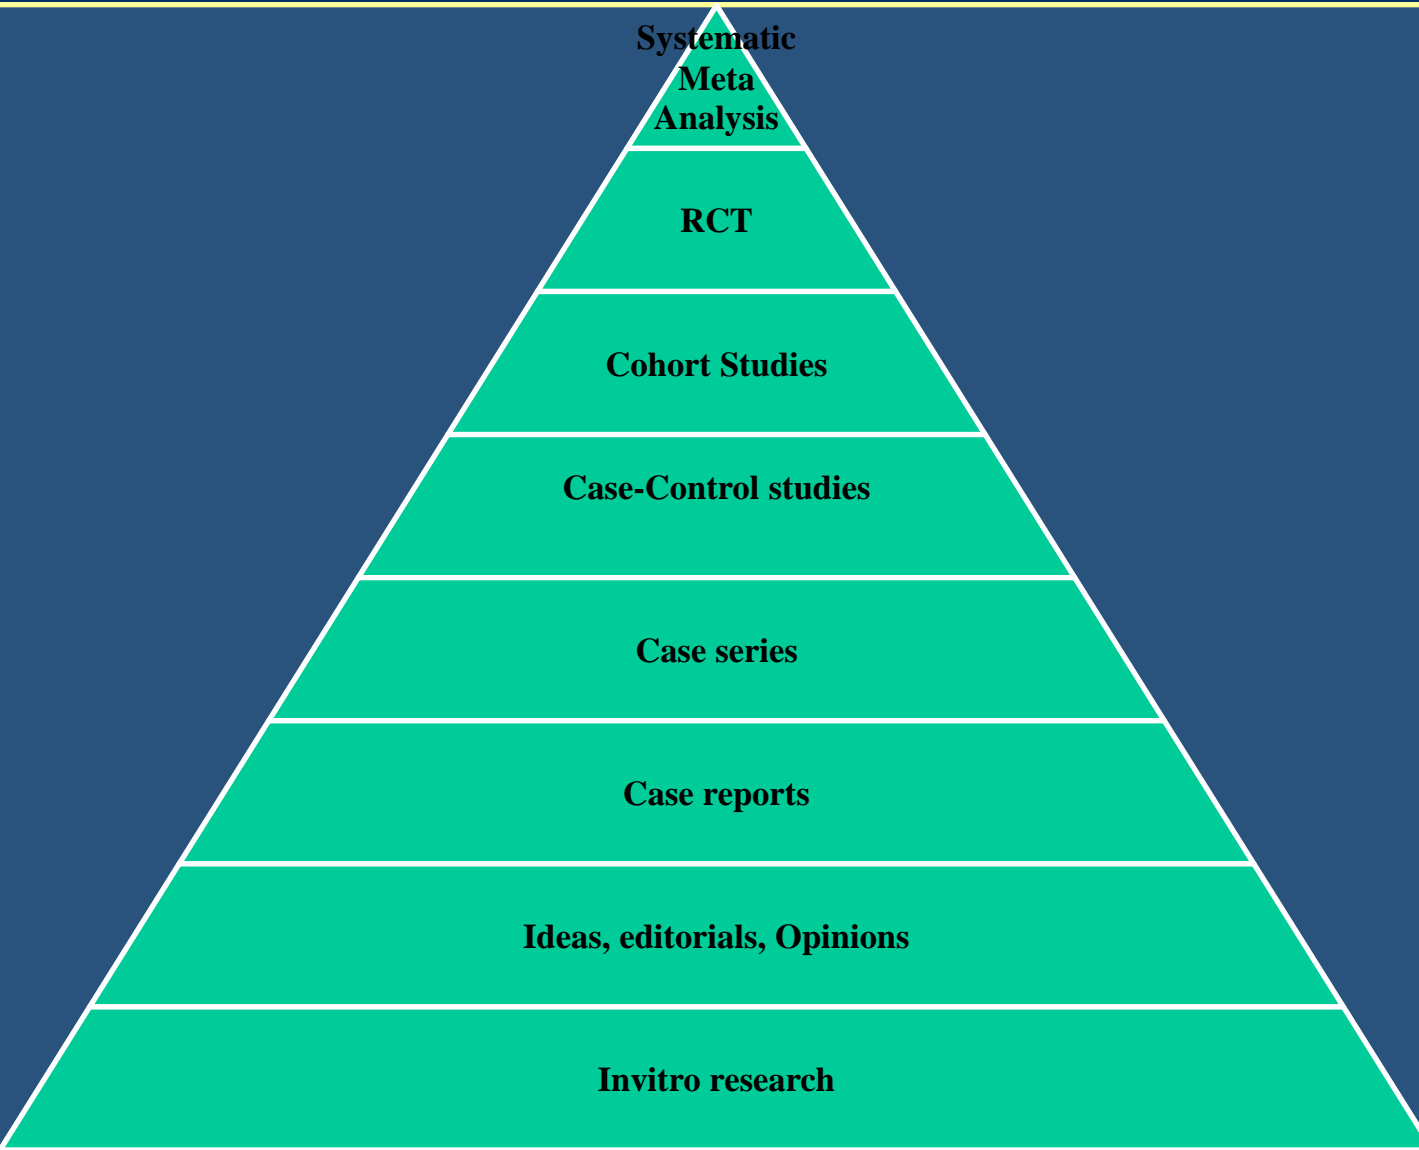 Systematic
Meta
Analysis
RCT
Cohort Studies
Case-Control studies
Case series
Case reports
Ideas, editorials, Opinions
Invitro research